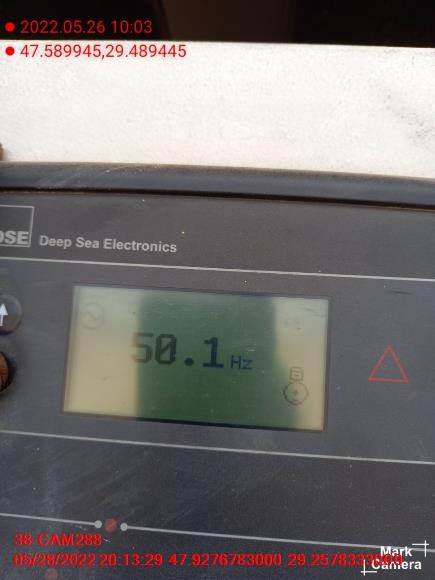 2022.05.26 10:03
47.589945,29.489445
DSE Deep Sea Electronics
50.1 Hz
38-CAM288
05/28/2022 20:13:29 47.9276783000 29.2578333000
Mark
Camera